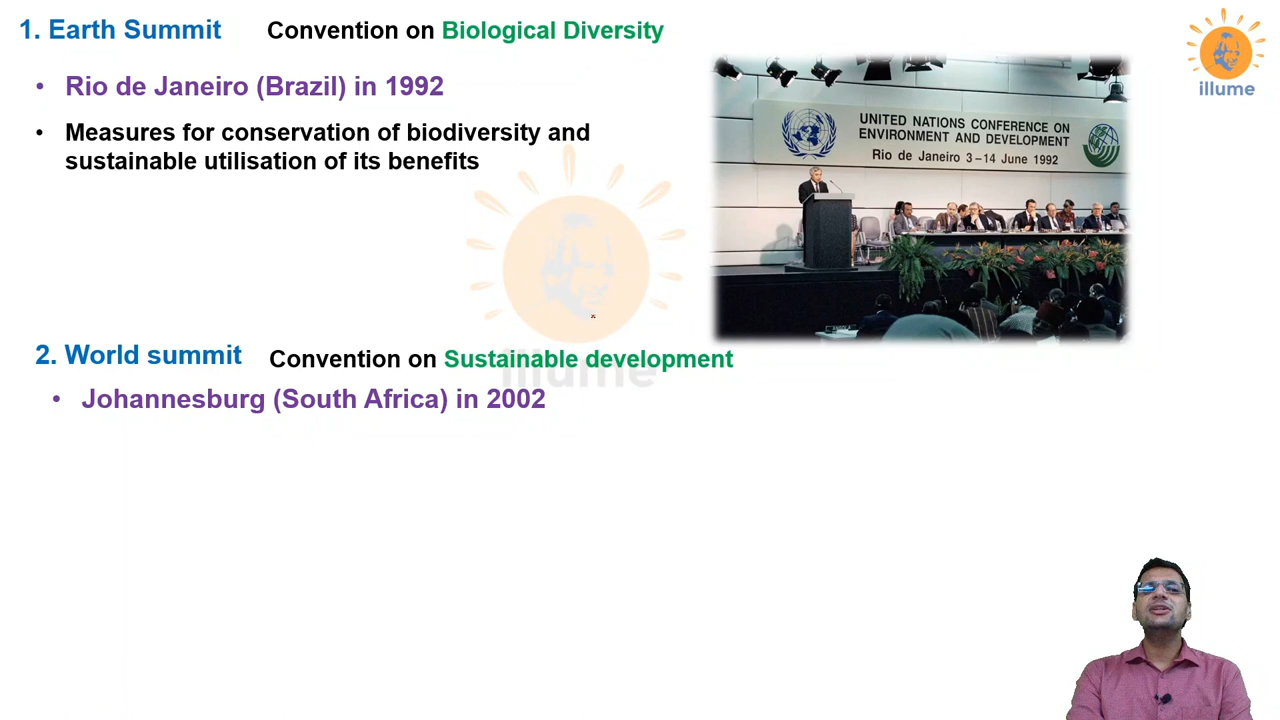 1. Earth Summit Convention on Biological Diversity
• Rio de Janeiro (Brazil) in 1992
• Measures for conservation of biodiversity and
sustainable utilisation of its benefits
UNITED NATIONS CONFERENCE ON
ENVIRONMENT AND DEVELOPMENT
Rio de Janeiro 3–14 June 1992
ANGOLA
illume
illume
2. World summit Convention on Sustainable development
• Johannesburg (South Africa) in 2002